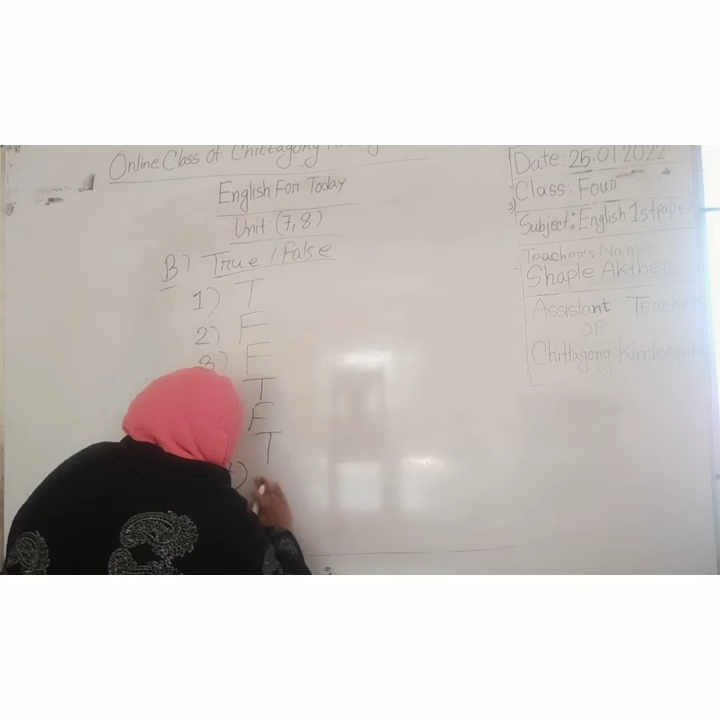 Online Class Of Chittagong
English For Today
Unit: (7,8)
B) True / False
1) T
2) F
3) F
T
F
T
Date: 25.01 2022
Class: Four
Subject: English 1st paper
Teacher's Name
Shaple Akther
Assistant Teacher
OF
Chittagong Kindergarten